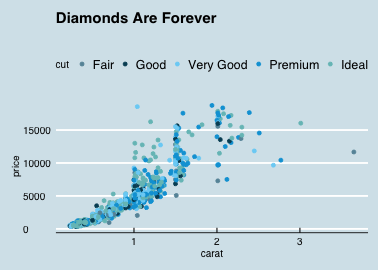 Diamonds Are Forever
cut Fair Good Very Good Premium Ideal
15000
10000
5000
0
price
1 2 3
carat